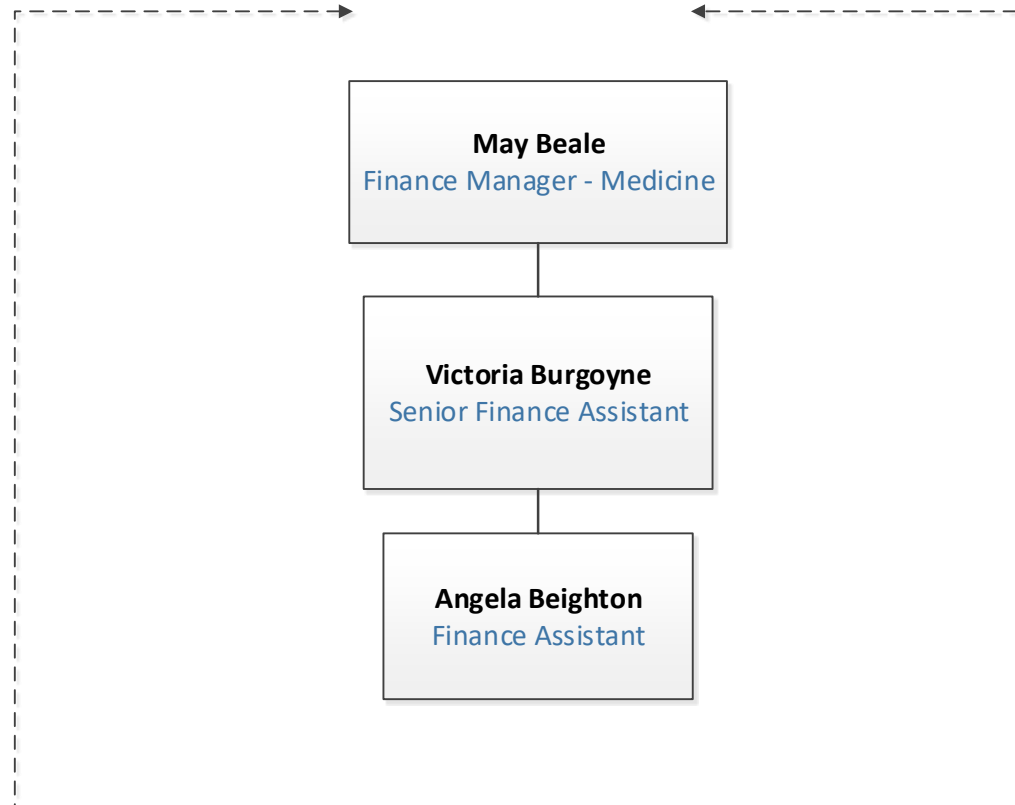 May Beale
Finance Manager - Medicine
Victoria Burgoyne
Senior Finance Assistant
Angela Beighton
Finance Assistant